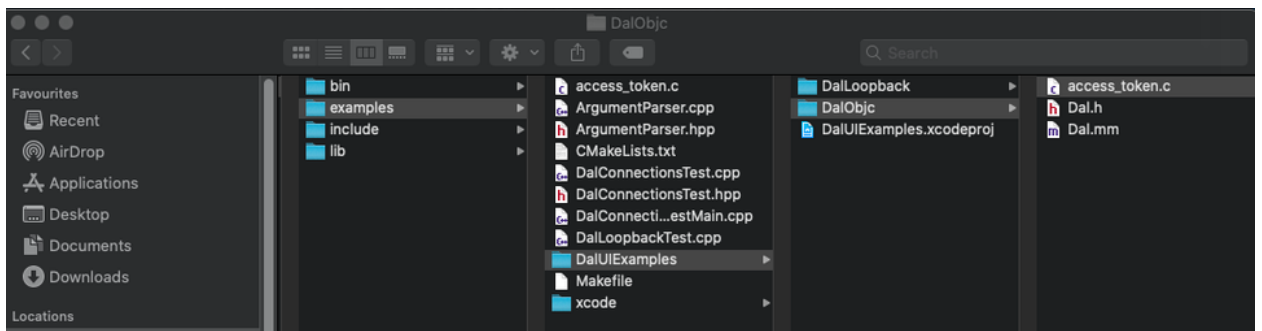 DalObjc
Search
Favourites
Recent
AirDrop
Applications
Desktop
Documents
Downloads
Locations
bin
examples
include
lib
access_token.c
ArgumentParser.cpp
ArgumentParser.hpp
CMakeLists.txt
DalConnectionsTest.cpp
DalConnectionsTest.hpp
DalConnecti...estMain.cpp
DalLoopbackTest.cpp
DalUIExamples
Makefile
xcode
DalLoopback
DalObjc
DalUIExamples.xcodeproj
access_token.c
Dal.h
Dal.mm